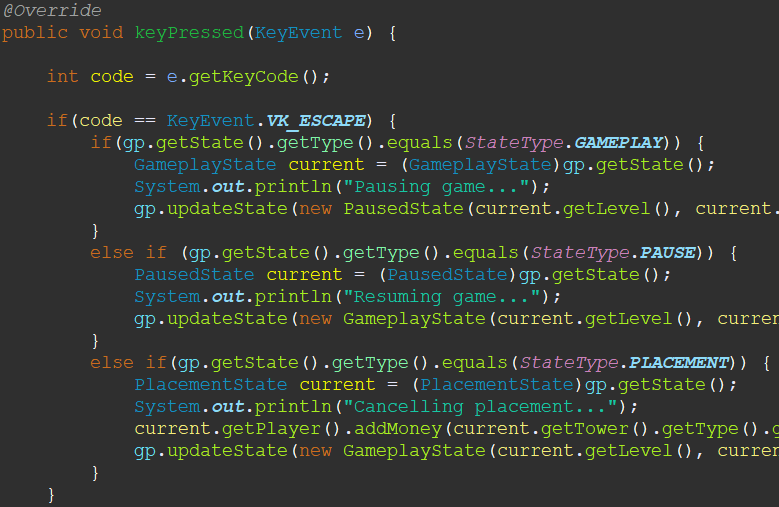 @Override
public void keyPressed(KeyEvent e) {
int code = e.getKeyCode();
if(code == KeyEvent.VK_ESCAPE) {
if(gp.getState().getType().equals(StateType.GAMEPLAY)) {
GameplayState current = (GameplayState)gp.getState();
System.out.println("Pausing game...");
gp.updateState(new PausedState(current.getLevel(), current.
}
else if (gp.getState().getType().equals(StateType.PAUSE)) {
PausedState current = (PausedState)gp.getState();
System.out.println("Resuming game...");
gp.updateState(new GameplayState(current.getLevel(), curren
}
else if(gp.getState().getType().equals(StateType.PLACEMENT)) {
PlacementState current = (PlacementState)gp.getState();
System.out.println("Cancelling placement...");
current.getPlayer().addMoney(current.getTower().getType().g
gp.updateState(new GameplayState(current.getLevel(), curren
}
}